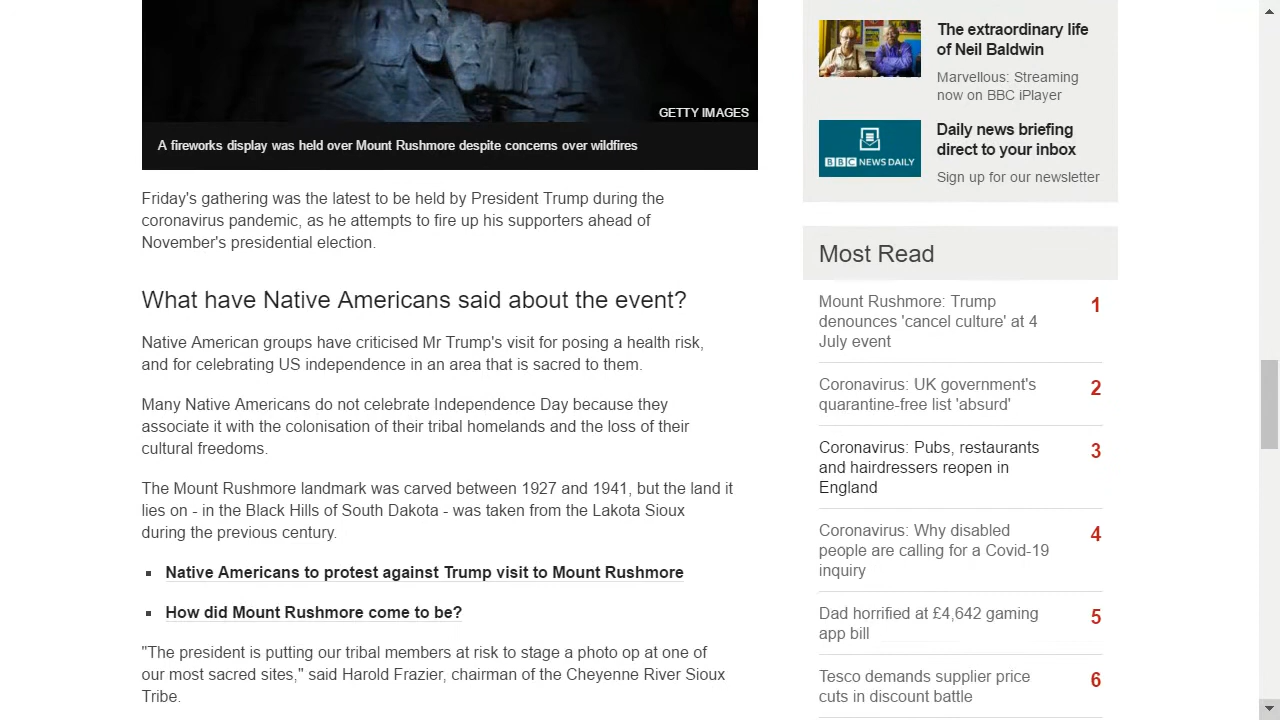 GETTY IMAGES
A fireworks display was held over Mount Rushmore despite concerns over wildfires
Friday's gathering was the latest to be held by President Trump during the
coronavirus pandemic, as he attempts to fire up his supporters ahead of
November's presidential election.
What have Native Americans said about the event?
Native American groups have criticised Mr Trump's visit for posing a health risk,
and for celebrating US independence in an area that is sacred to them.
Many Native Americans do not celebrate Independence Day because they
associate it with the colonisation of their tribal homelands and the loss of their
cultural freedoms.
The Mount Rushmore landmark was carved between 1927 and 1941, but the land it
lies on - in the Black Hills of South Dakota - was taken from the Lakota Sioux
during the previous century.
Native Americans to protest against Trump visit to Mount Rushmore
How did Mount Rushmore come to be?
"The president is putting our tribal members at risk to stage a photo op at one of
our most sacred sites," said Harold Frazier, chairman of the Cheyenne River Sioux
Tribe.
The extraordinary life
of Neil Baldwin
Marvellous: Streaming
now on BBC iPlayer
BBC NEWS DAILY
Daily news briefing
direct to your inbox
Sign up for our newsletter
Most Read
Mount Rushmore: Trump
denounces 'cancel culture' at 4
July event
1
Coronavirus: UK government's
quarantine-free list 'absurd'
2
Coronavirus: Pubs, restaurants
and hairdressers reopen in
England
3
Coronavirus: Why disabled
people are calling for a Covid-19
inquiry
4
Dad horrified at £4,642 gaming
app bill
5
Tesco demands supplier price
cuts in discount battle
6